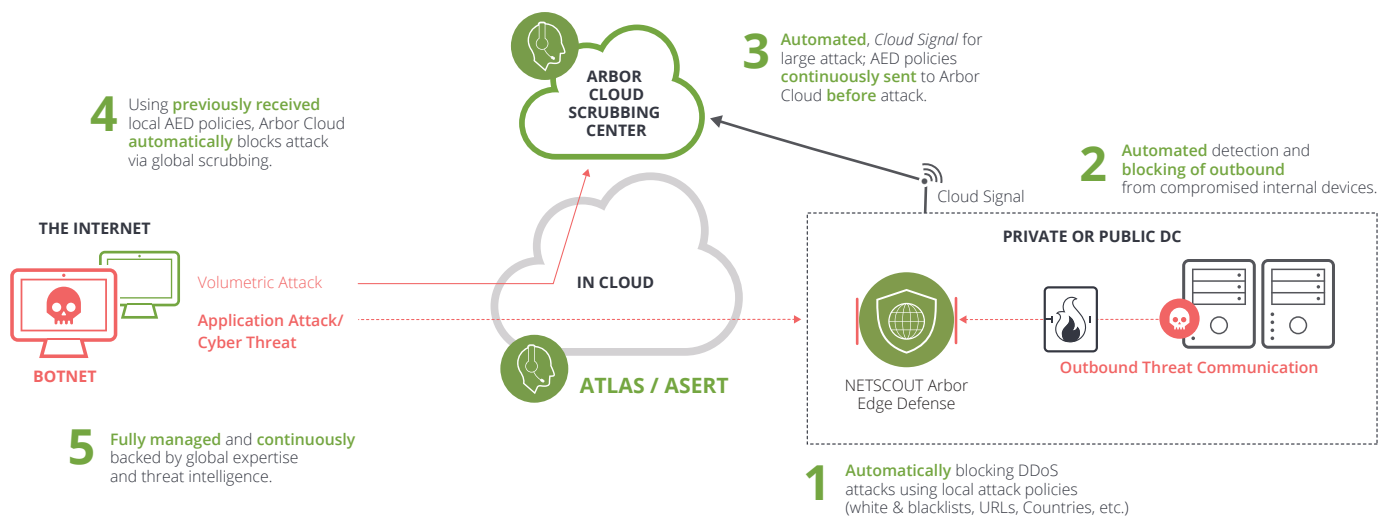 ARBOR
CLOUD
SCRUBBING
CENTER
3
Automated, Cloud Signal for
large attack; AED policies
continuously sent to Arbor
Cloud before attack.
4
Using previously received
local AED policies, Arbor Cloud
automatically blocks attack
via global scrubbing.
2
Automated detection and
blocking of outbound
from compromised internal devices.
Cloud Signal
THE INTERNET
PRIVATE OR PUBLIC DC
Volumetric Attack
IN CLOUD
Application Attack/
Cyber Threat
BOTNET
ATLAS / ASERT
NETSCOUT Arbor
Edge Defense
Outbound Threat Communication
5
Fully managed and continuously
backed by global expertise
and threat intelligence.
1
Automatically blocking DDoS
attacks using local attack policies
(white & blacklists, URLs, Countries, etc.)